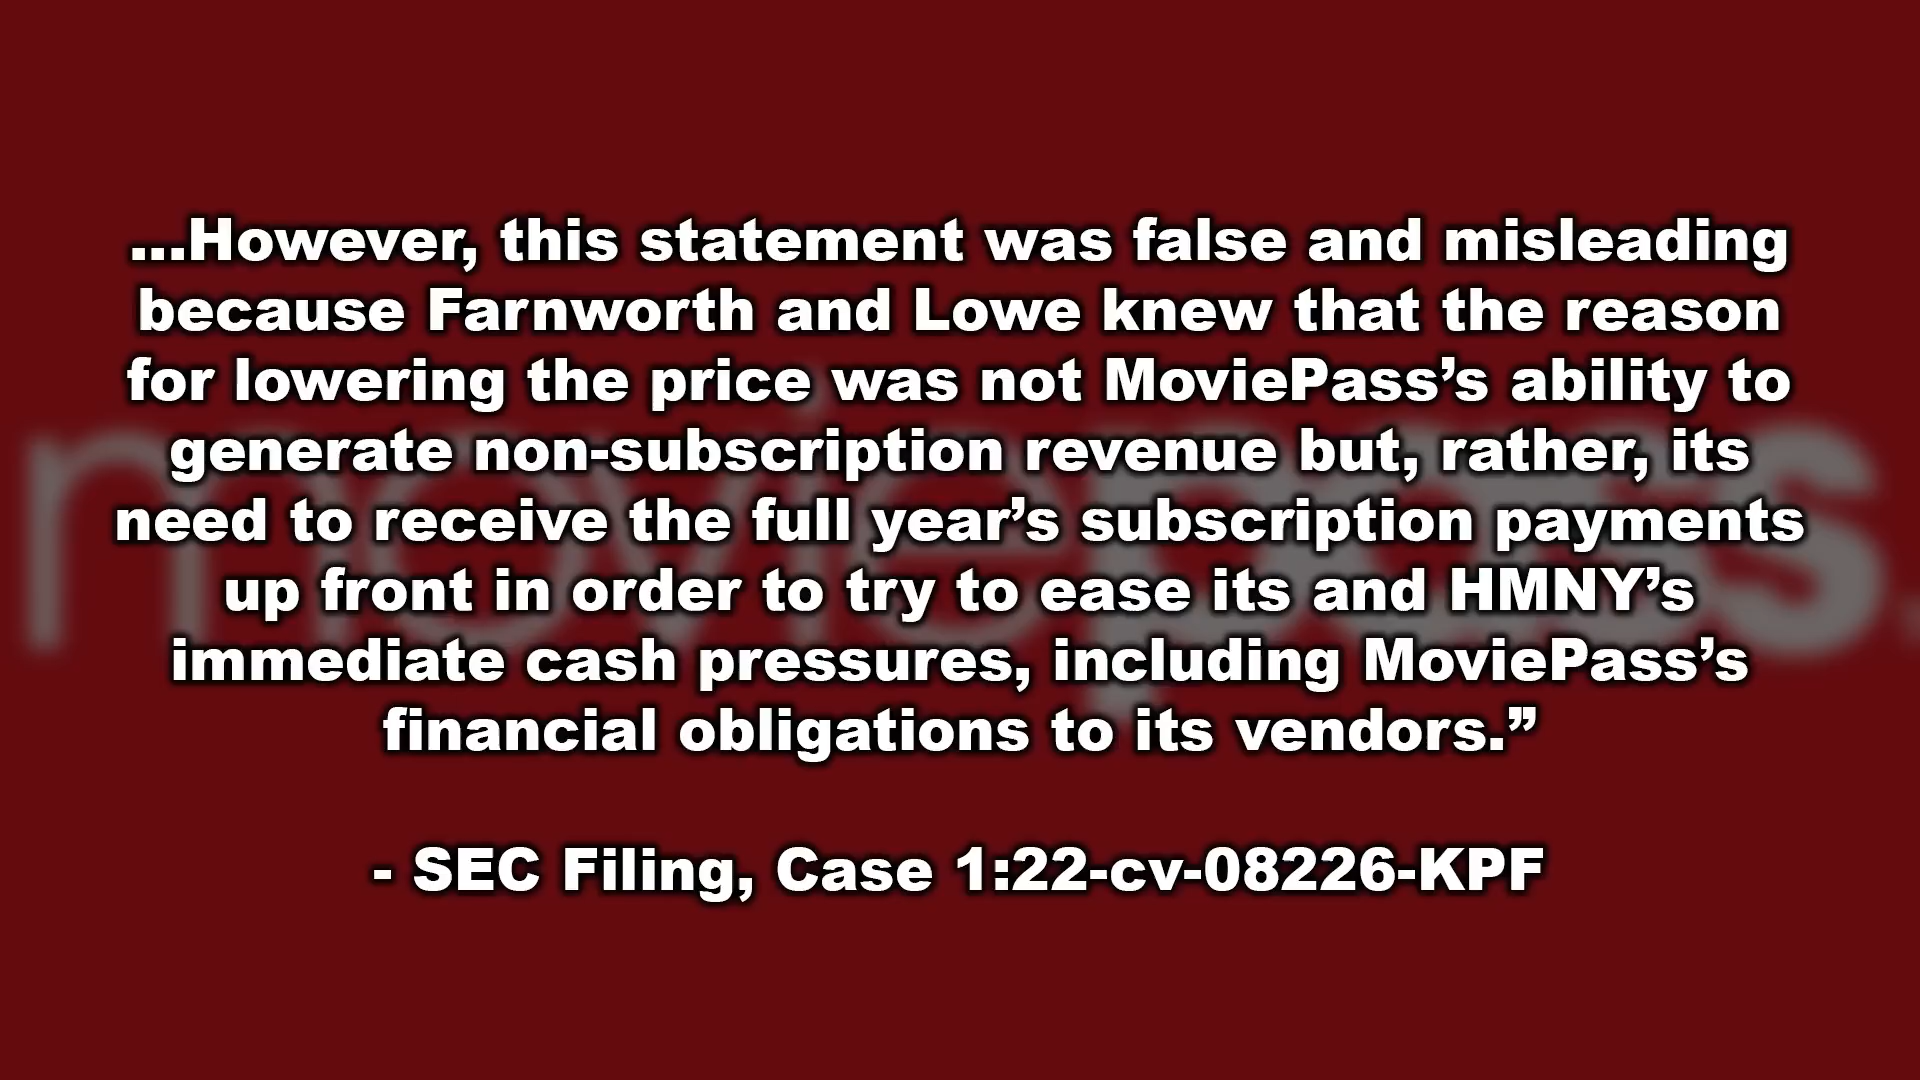 ...However, this statement was false and misleading
because Farnworth and Lowe knew that the reason
for lowering the price was not MoviePass’s ability to
generate non-subscription revenue but, rather, its
need to receive the full year’s subscription payments
up front in order to try to ease its and HMNY’s
immediate cash pressures, including MoviePass’s
financial obligations to its vendors.”
- SEC Filing, Case 1:22-cv-08226-KPF
moviepass.